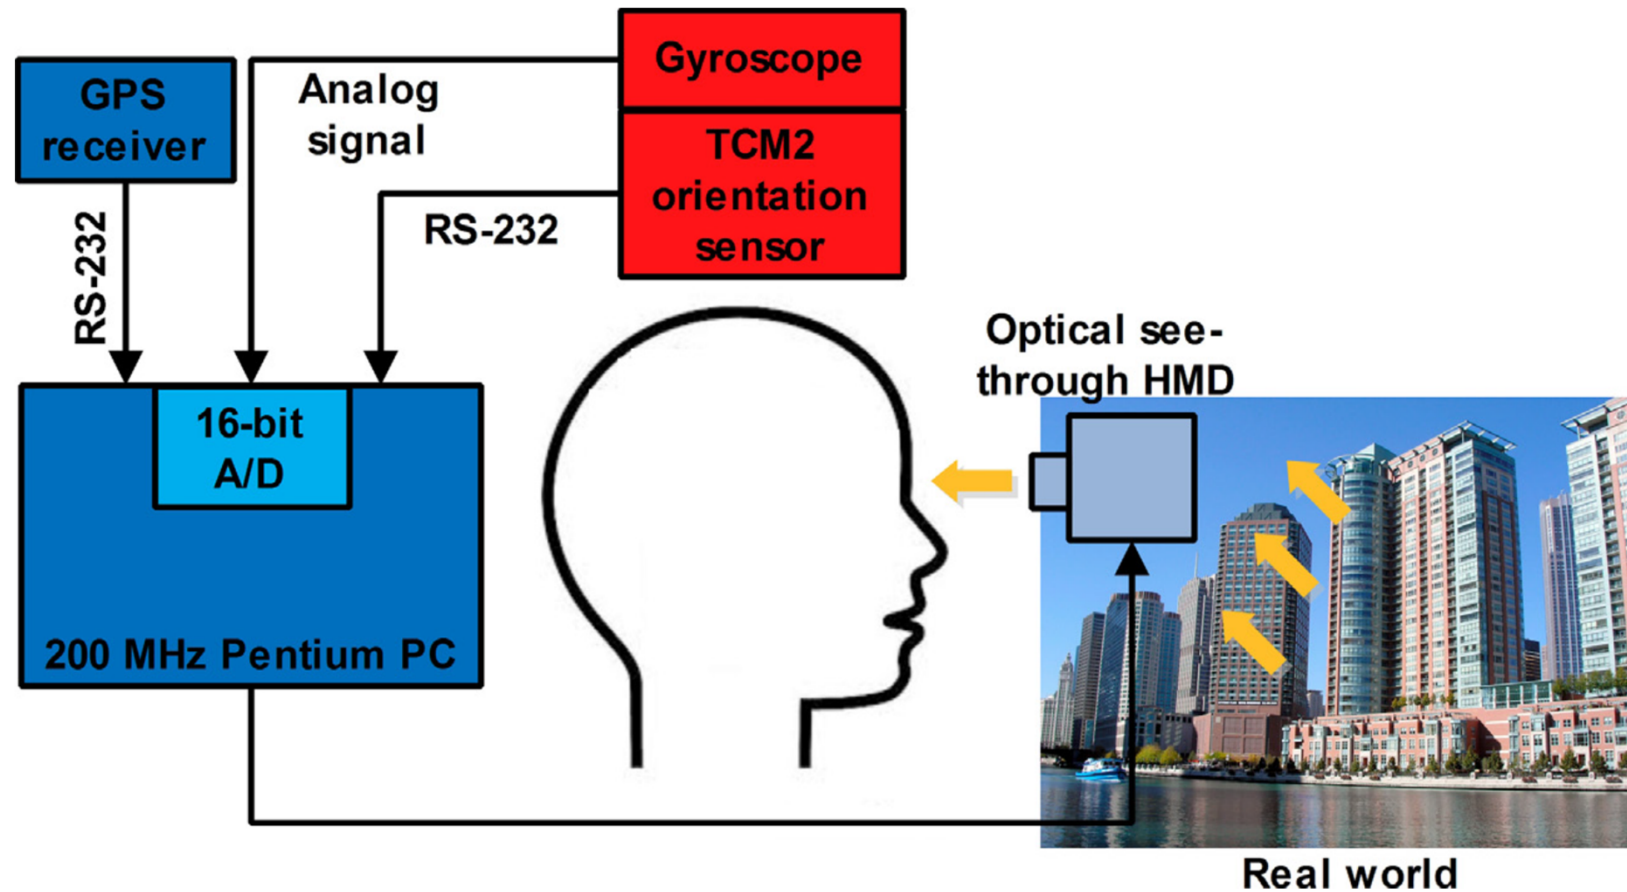 GPS
receiver
Analog
signal
Gyroscope
TCM2
orientation
sensor
RS-232
RS-232
16-bit
A/D
200 MHz Pentium PC
Optical see-
through HMD
Real world